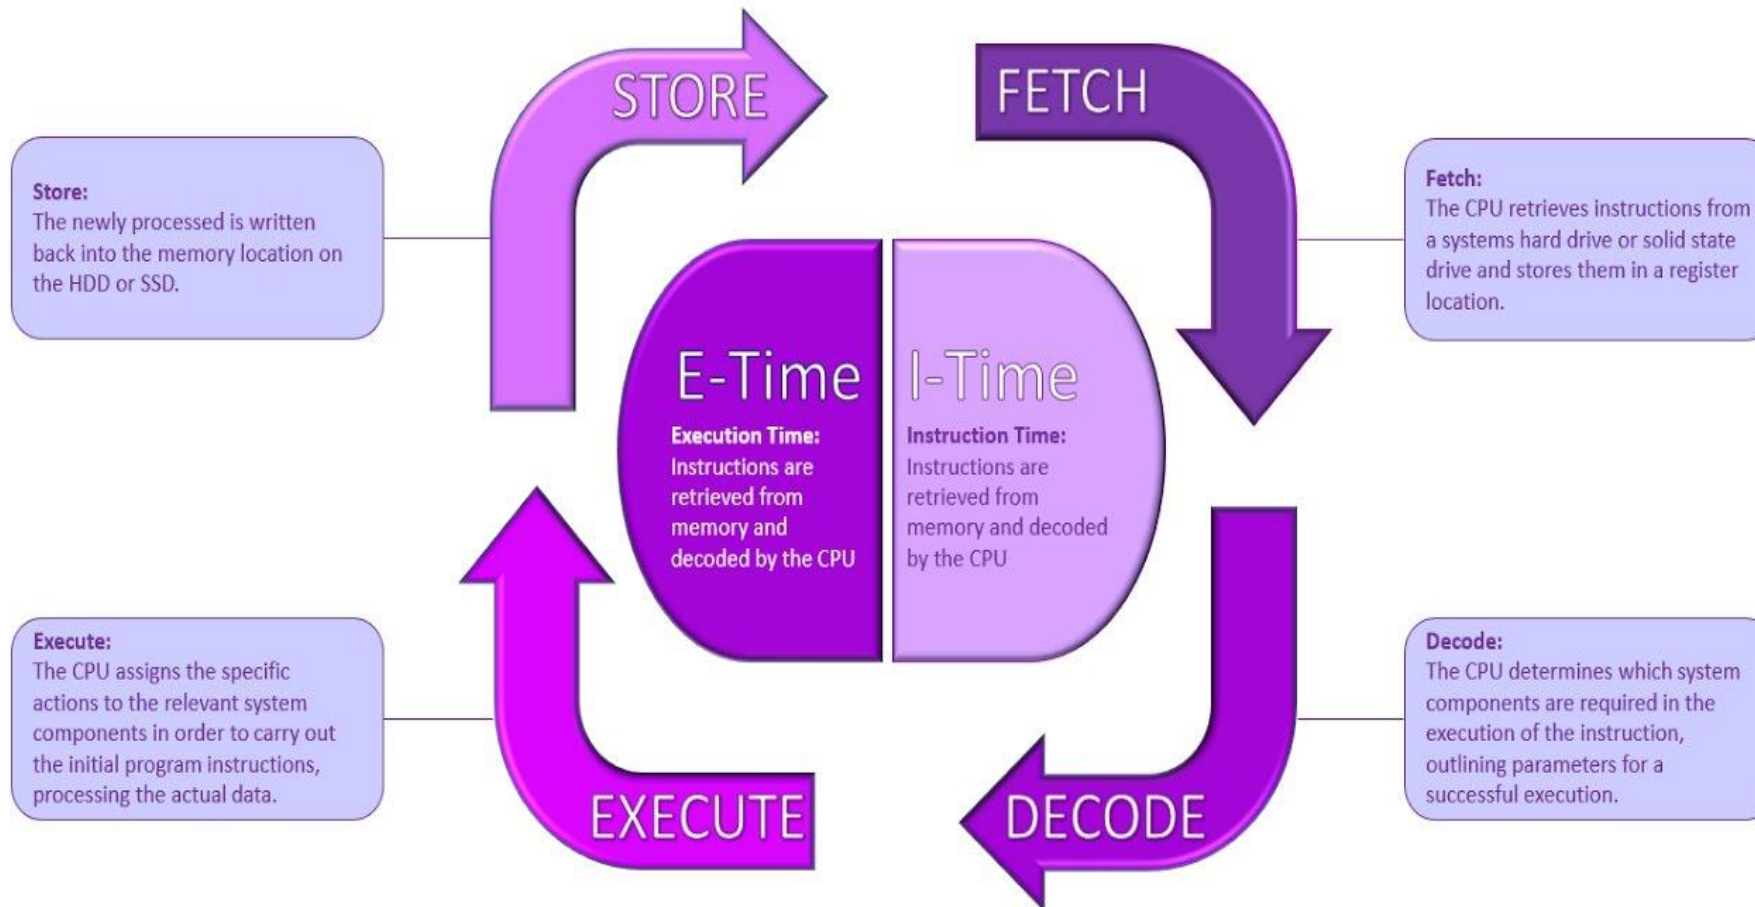 STORE
FETCH
Store:
The newly processed is written
back into the memory location on
the HDD or SSD.
Fetch:
The CPU retrieves instructions from
a systems hard drive or solid state
drive and stores them in a register
location.
E-Time
Execution Time:
Instructions are
retrieved from
memory and
decoded by the CPU
I-Time
Instruction Time:
Instructions are
retrieved from
memory and decoded
by the CPU
Execute:
The CPU assigns the specific
actions to the relevant system
components in order to carry out
the initial program instructions,
processing the actual data.
Decode:
The CPU determines which system
components are required in the
execution of the instruction,
outlining parameters for a
successful execution.
EXECUTE
DECODE